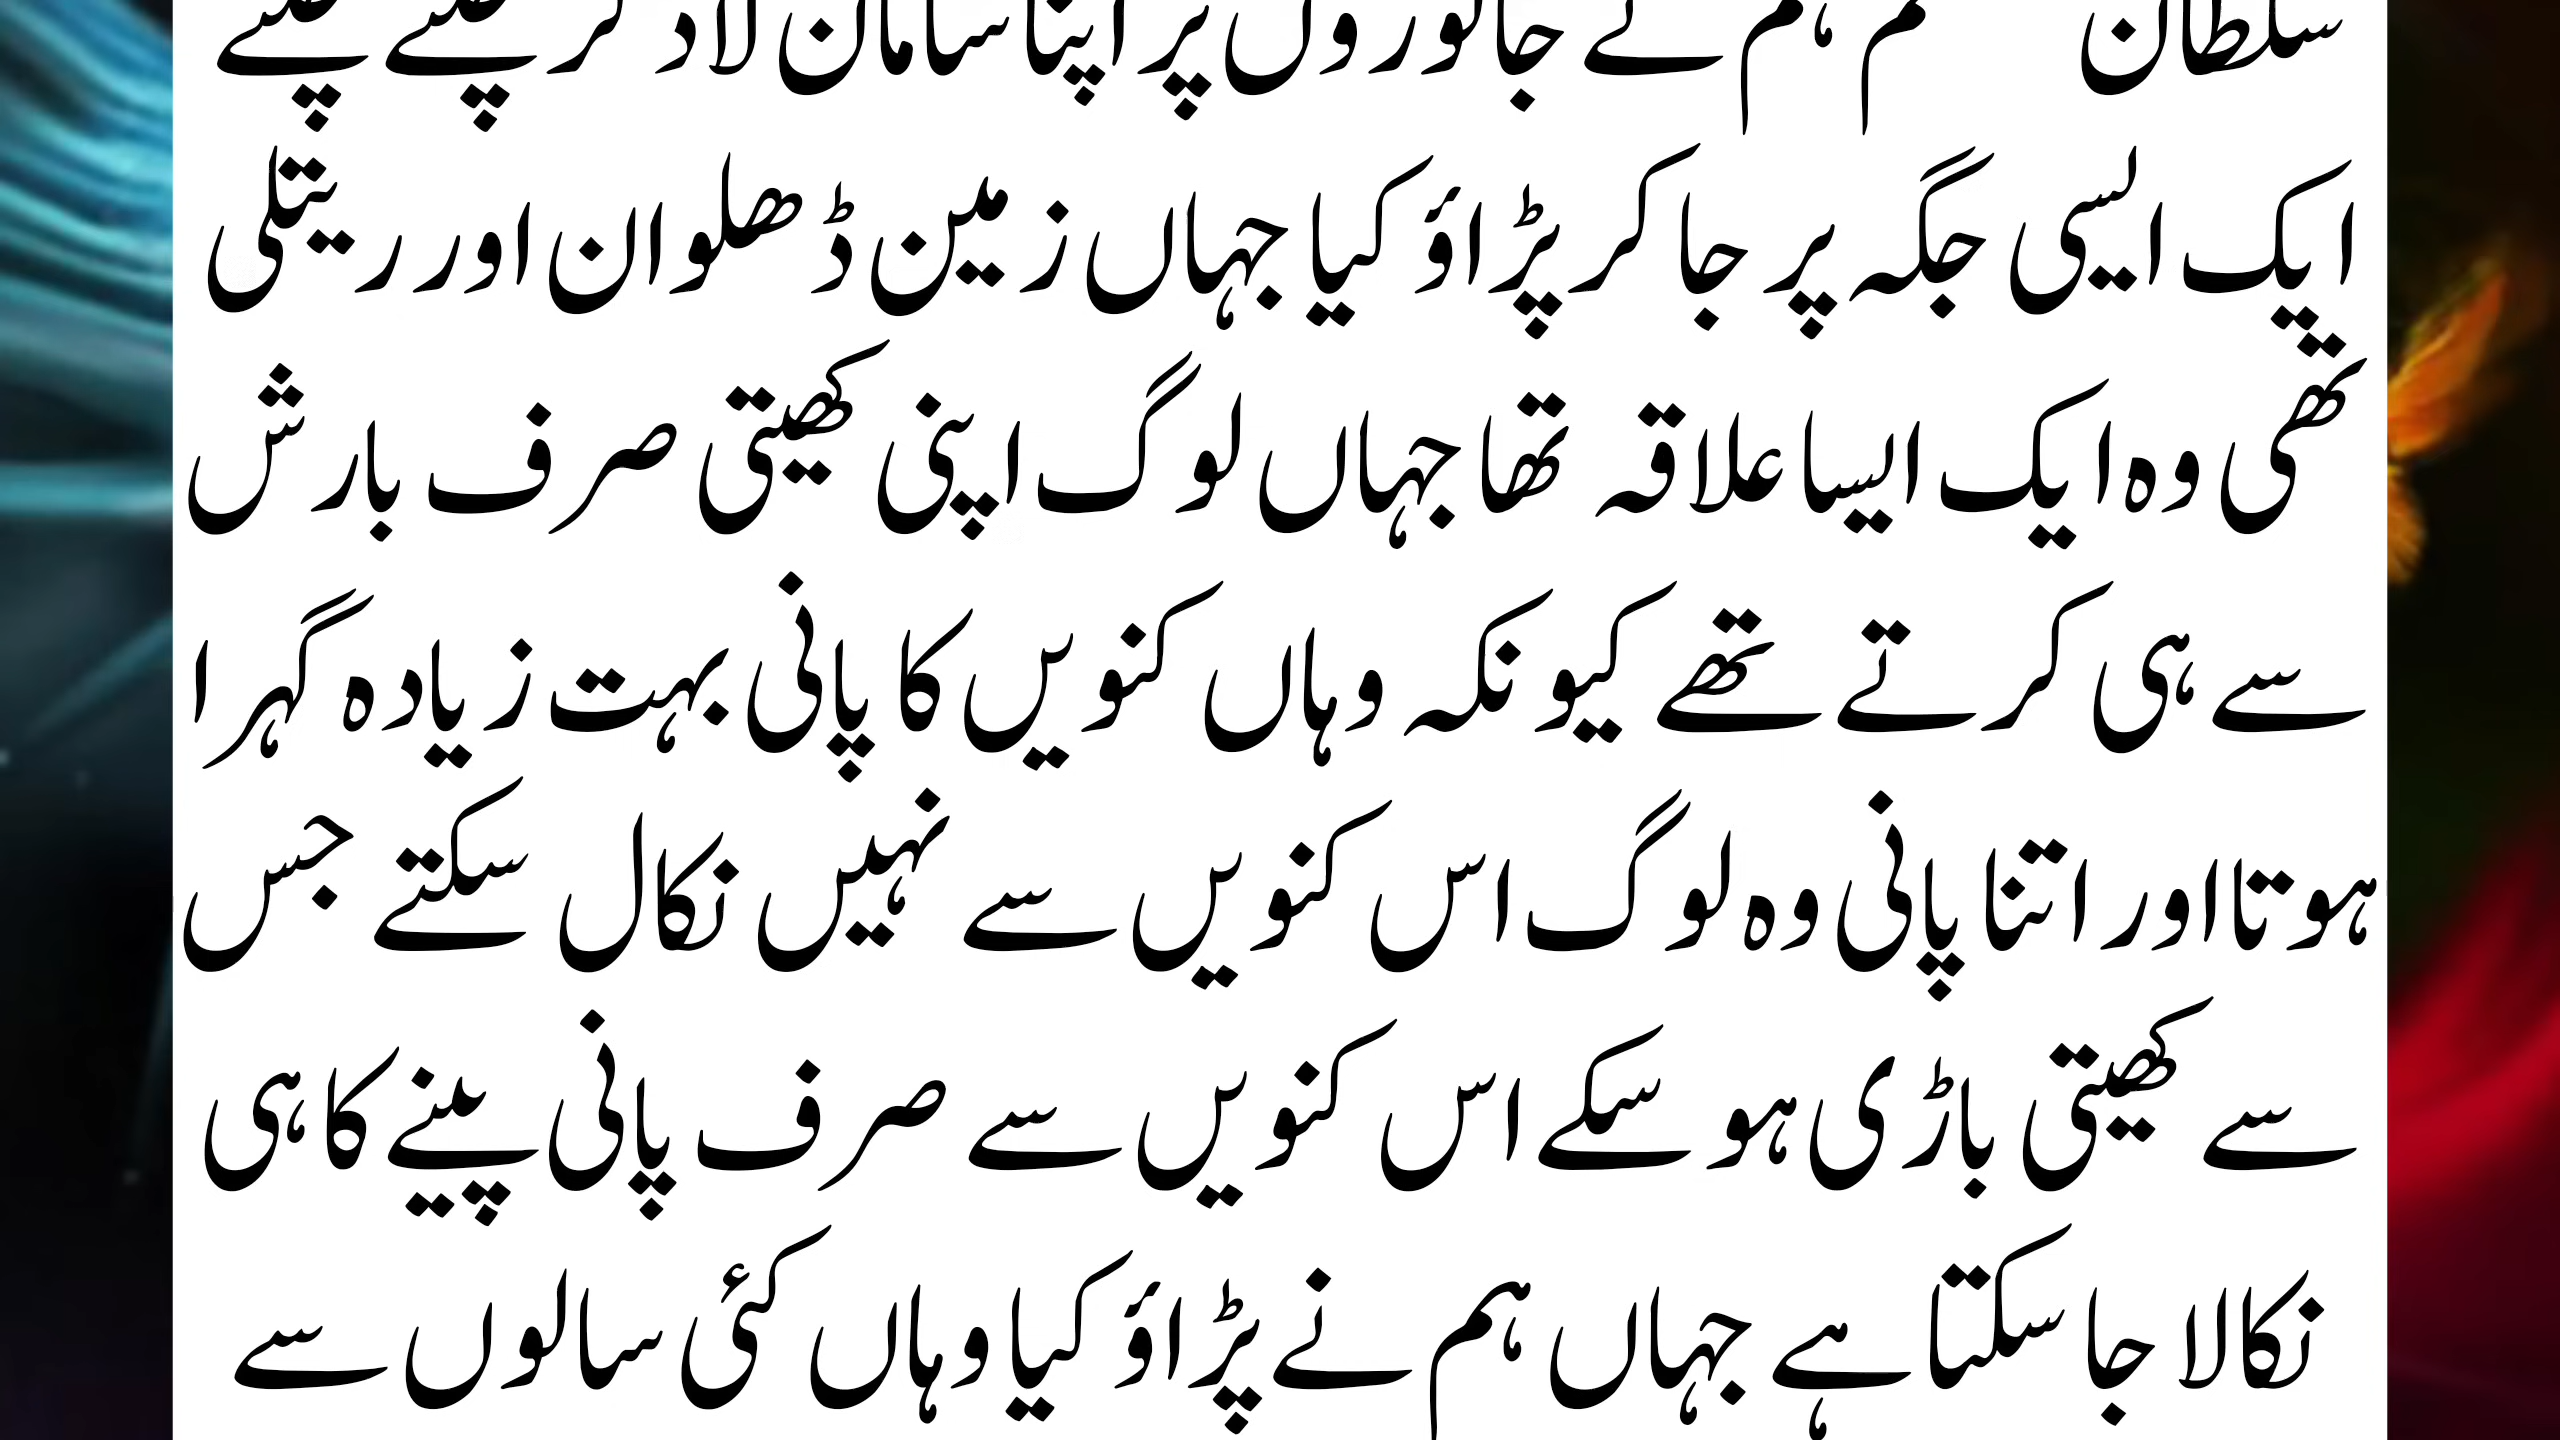 سلطان ہم نے جانوروں پر اپنا سامان لاد کر چلتے چلتے
ایک ایسی جگہ پر جا کر پڑاؤ کیا جہاں زمین ڈھلوان اور ریتلی
تھی وہ ایک ایسا علاقہ تھا جہاں لوگ اپنی کھیتی صرف بارش
سے ہی کرتے تھے کیونکہ وہاں کنویں کا پانی بہت زیادہ گہرا
ہوتا اور اتنا پانی وہ لوگ اس کنویں سے نہیں نکال سکتے جس
سے کھیتی باڑی ہو سکے اس کنویں سے صرف پانی پینے کا ہی
نکالا جا سکتا ہے جہاں ہم نے پڑاؤ کیا وہاں کئی سالوں سے